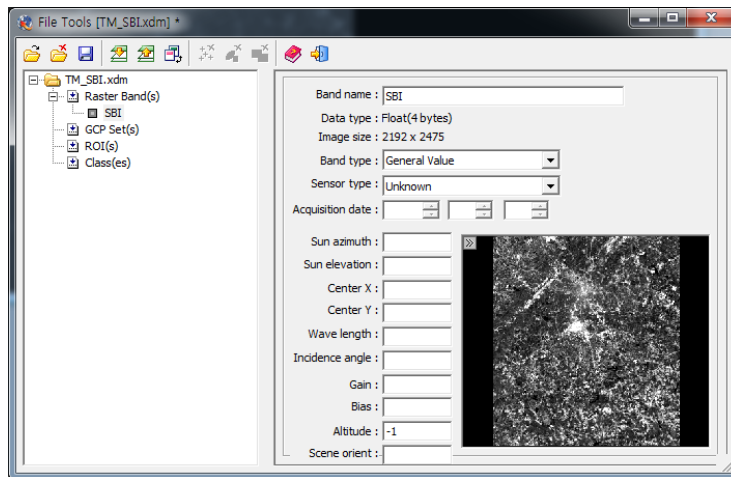 File Tools [TM_SBI.xdm] *
TM_SBI.xdm
Raster Band(s)
SBI
GCP Set(s)
ROI(s)
Class(es)
Band name : SBI
Data type : Float(4 bytes)
Image size : 2192 x 2475
Band type : General Value
Sensor type : Unknown
Acquisition date :
Sun azimuth :
Sun elevation :
Center X :
Center Y :
Wave length :
Incidence angle :
Gain :
Bias :
Altitude : -1
Scene orient :